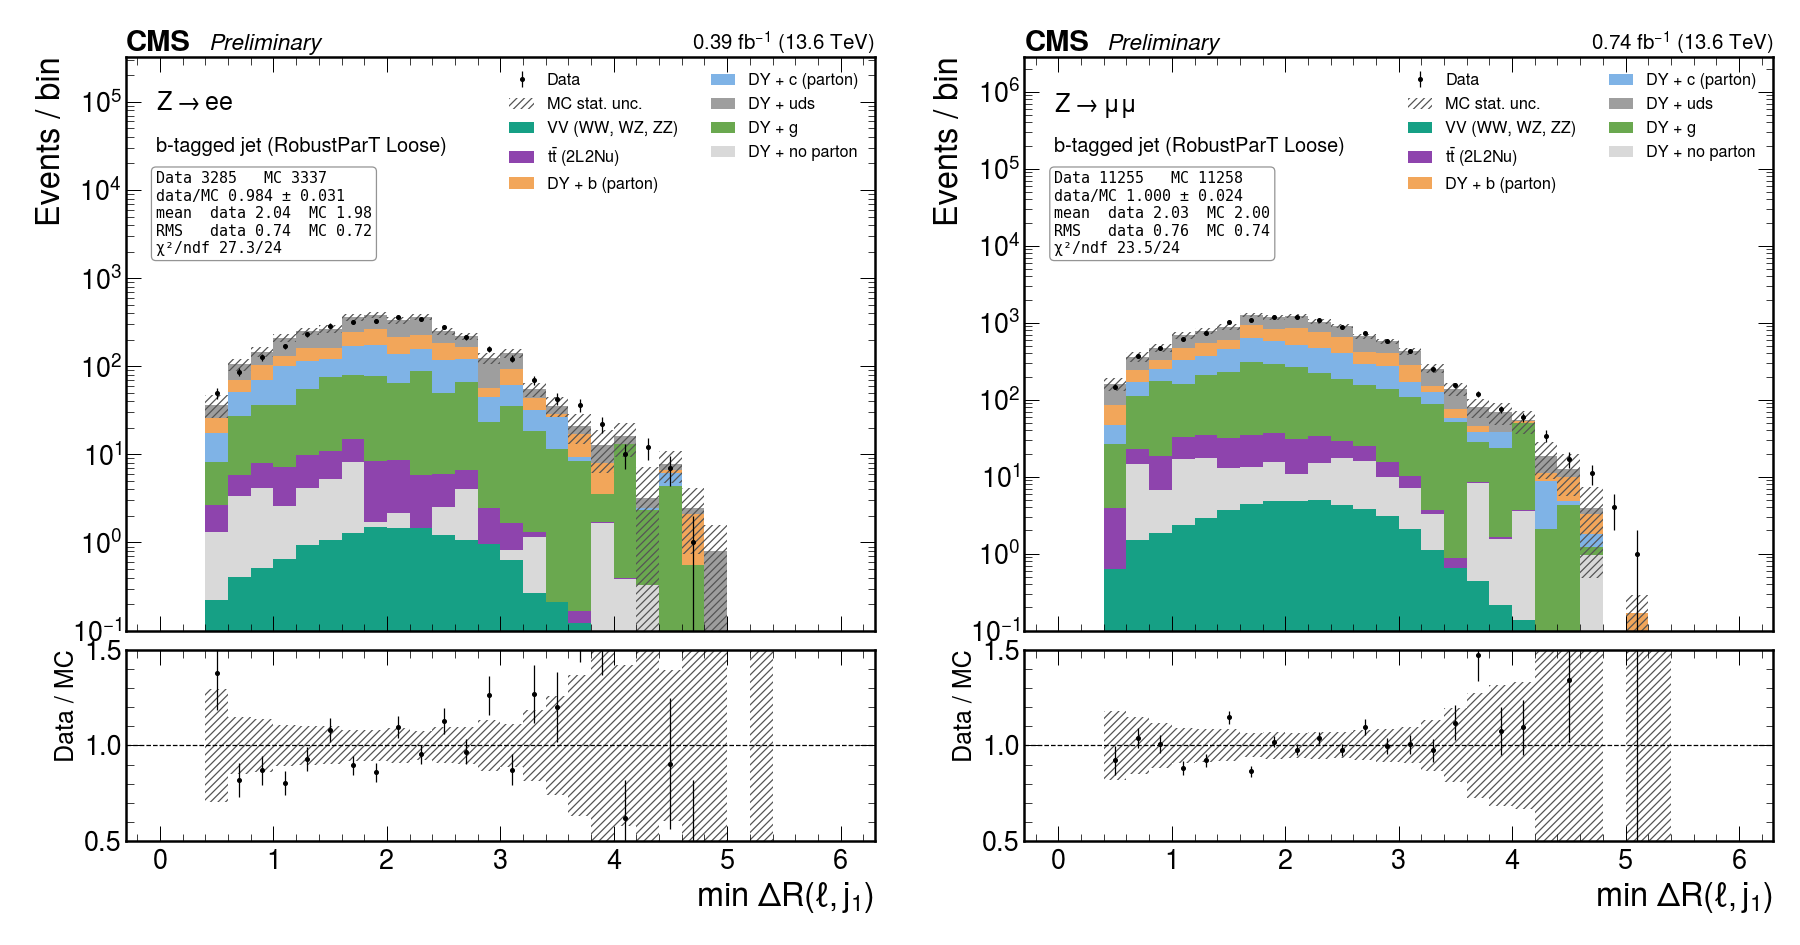 CMS Preliminary 0.39 fb⁻¹ (13.6 TeV)
Events / bin
Z → ee
b-tagged jet (RobustParT Loose)
Data 3285 MC 3337
data/MC 0.984 ± 0.031
mean data 2.04 MC 1.98
RMS data 0.74 MC 0.72
χ²/ndf 27.3/24
Data
MC stat. unc.
VV (WW, WZ, ZZ)
tt̄ (2L2Nu)
DY + b (parton)
DY + c (parton)
DY + uds
DY + g
DY + no parton
10⁵
10⁴
10³
10²
10¹
10⁰
10⁻¹
Data / MC
1.5
1.0
0.5
0 1 2 3 4 5 6
min ΔR(ℓ, j₁)
CMS Preliminary 0.74 fb⁻¹ (13.6 TeV)
Events / bin
Z → μμ
b-tagged jet (RobustParT Loose)
Data 11255 MC 11258
data/MC 1.000 ± 0.024
mean data 2.03 MC 2.00
RMS data 0.76 MC 0.74
χ²/ndf 23.5/24
Data
MC stat. unc.
VV (WW, WZ, ZZ)
tt̄ (2L2Nu)
DY + b (parton)
DY + c (parton)
DY + uds
DY + g
DY + no parton
10⁶
10⁵
10⁴
10³
10²
10¹
10⁰
10⁻¹
Data / MC
1.5
1.0
0.5
0 1 2 3 4 5 6
min ΔR(ℓ, j₁)